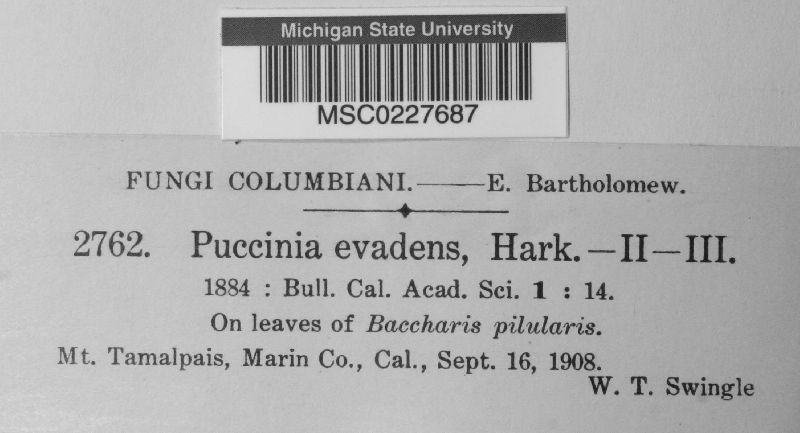 Michigan State University
MSC0227687
FUNGI COLUMBIANI.——E. Bartholomew.
2762. Puccinia evadens, Hark.—II—III.
1884 : Bull. Cal. Acad. Sci. 1 : 14.
On leaves of Baccharis pilularis.
Mt. Tamalpais, Marin Co., Cal., Sept. 16, 1908.
W. T. Swingle